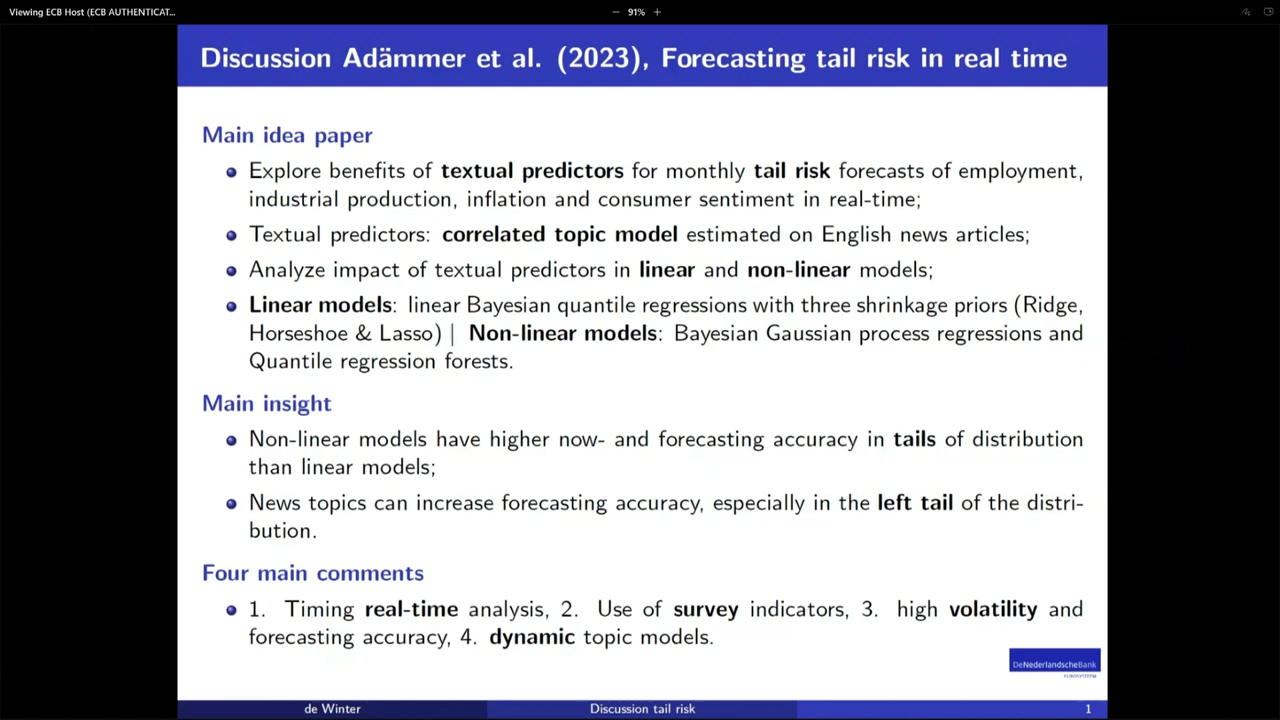 Viewing ECB Host (ECB AUTHENTICAT...
− 91% +
Discussion Adämmer et al. (2023), Forecasting tail risk in real time
Main idea paper
Explore benefits of textual predictors for monthly tail risk forecasts of employment,
industrial production, inflation and consumer sentiment in real-time;
Textual predictors: correlated topic model estimated on English news articles;
Analyze impact of textual predictors in linear and non-linear models;
Linear models: linear Bayesian quantile regressions with three shrinkage priors (Ridge,
Horseshoe & Lasso) | Non-linear models: Bayesian Gaussian process regressions and
Quantile regression forests.
Main insight
Non-linear models have higher now- and forecasting accuracy in tails of distribution
than linear models;
News topics can increase forecasting accuracy, especially in the left tail of the distri-
bution.
Four main comments
1. Timing real-time analysis, 2. Use of survey indicators, 3. high volatility and
forecasting accuracy, 4. dynamic topic models.
DeNederlandscheBank
EUROSYSTEEM
de Winter Discussion tail risk 1